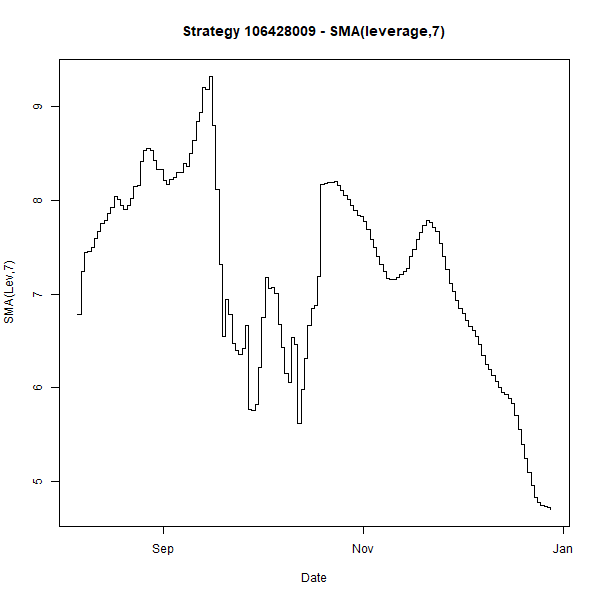 Strategy 106428009 - SMA(leverage,7)
SMA(Lev,7)
9
8
7
6
5
Sep
Nov
Jan
Date